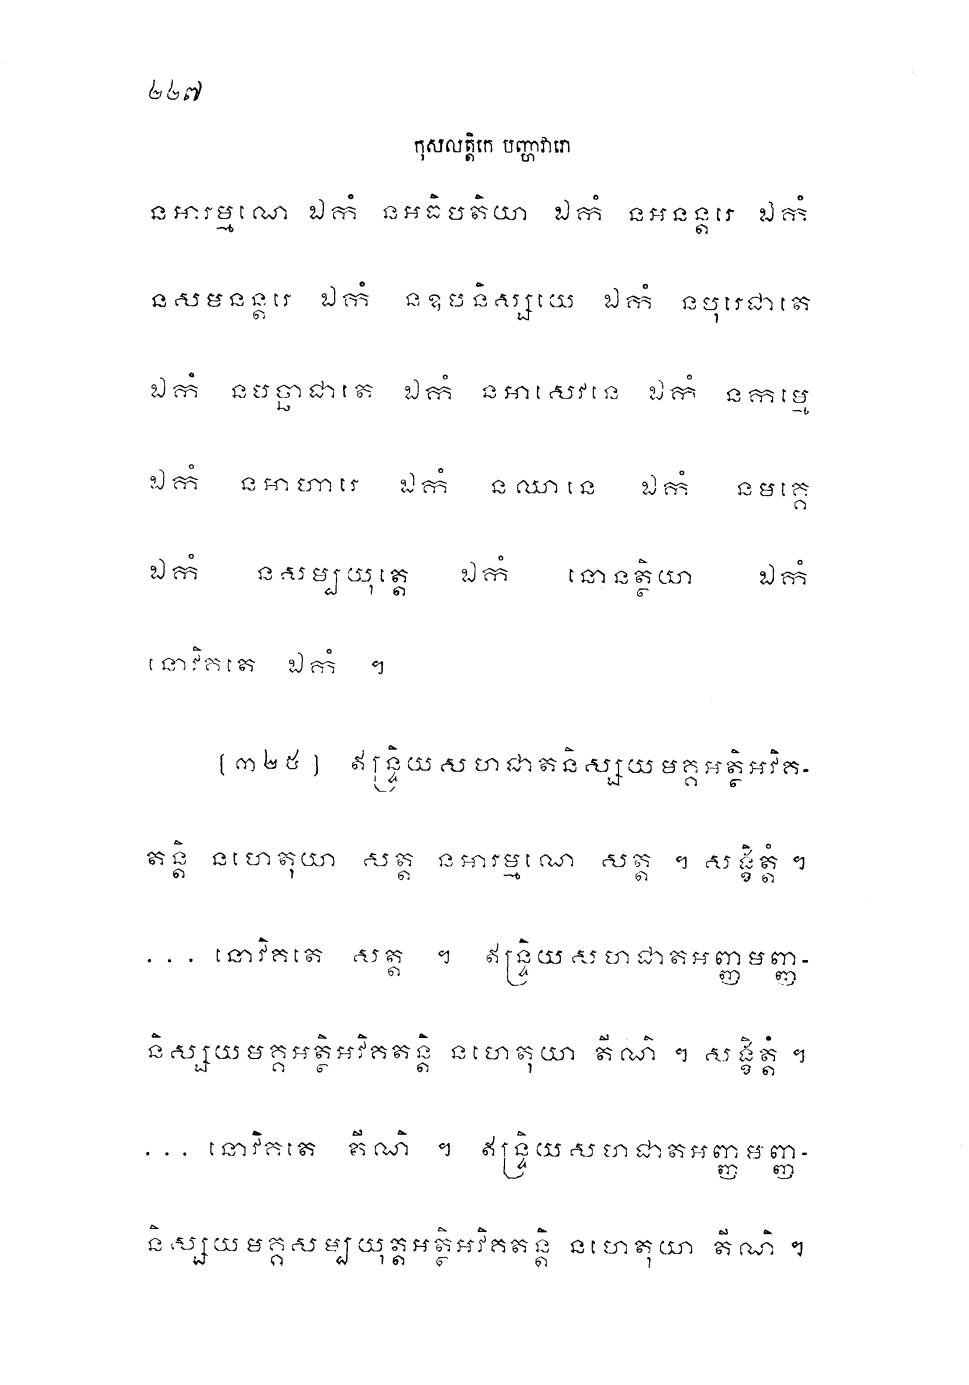 ២២៧
កុសលត្តិកេ បញ្ហាវារោ
នអារម្មណេ ឯកំ នអធិបតិយា ឯកំ នអនន្តរេ ឯកំ
នសមនន្តរេ ឯកំ នឧបនិស្សយេ ឯកំ នបុរេជាតេ
ឯកំ នបច្ឆាជាតេ ឯកំ នអាសេវនេ ឯកំ នកម្មេ
ឯកំ នអាហារេ ឯកំ នឈានេ ឯកំ នមគ្គេ
ឯកំ នសម្បយុត្តេ ឯកំ នោនត្ថិយា ឯកំ
នោវិគតេ ឯកំ ។
[៣២៥] ឥន្ទ្រិយសហជាតនិស្សយមគ្គអត្ថិអវិគ-
តន្តិ នហេតុយា សត្ត នអារម្មណេ សត្ត ។ សង្ខិត្តំ ។
... នោវិគតេ សត្ត ។ ឥន្ទ្រិយសហជាតអញ្ញមញ្ញ-
និស្សយមគ្គអត្ថិអវិគតន្តិ នហេតុយា តីណិ ។ សង្ខិត្តំ ។
... នោវិគតេ តីណិ ។ ឥន្ទ្រិយសហជាតអញ្ញមញ្ញ-
និស្សយមគ្គសម្បយុត្តអត្ថិអវិគតន្តិ នហេតុយា តីណិ ។